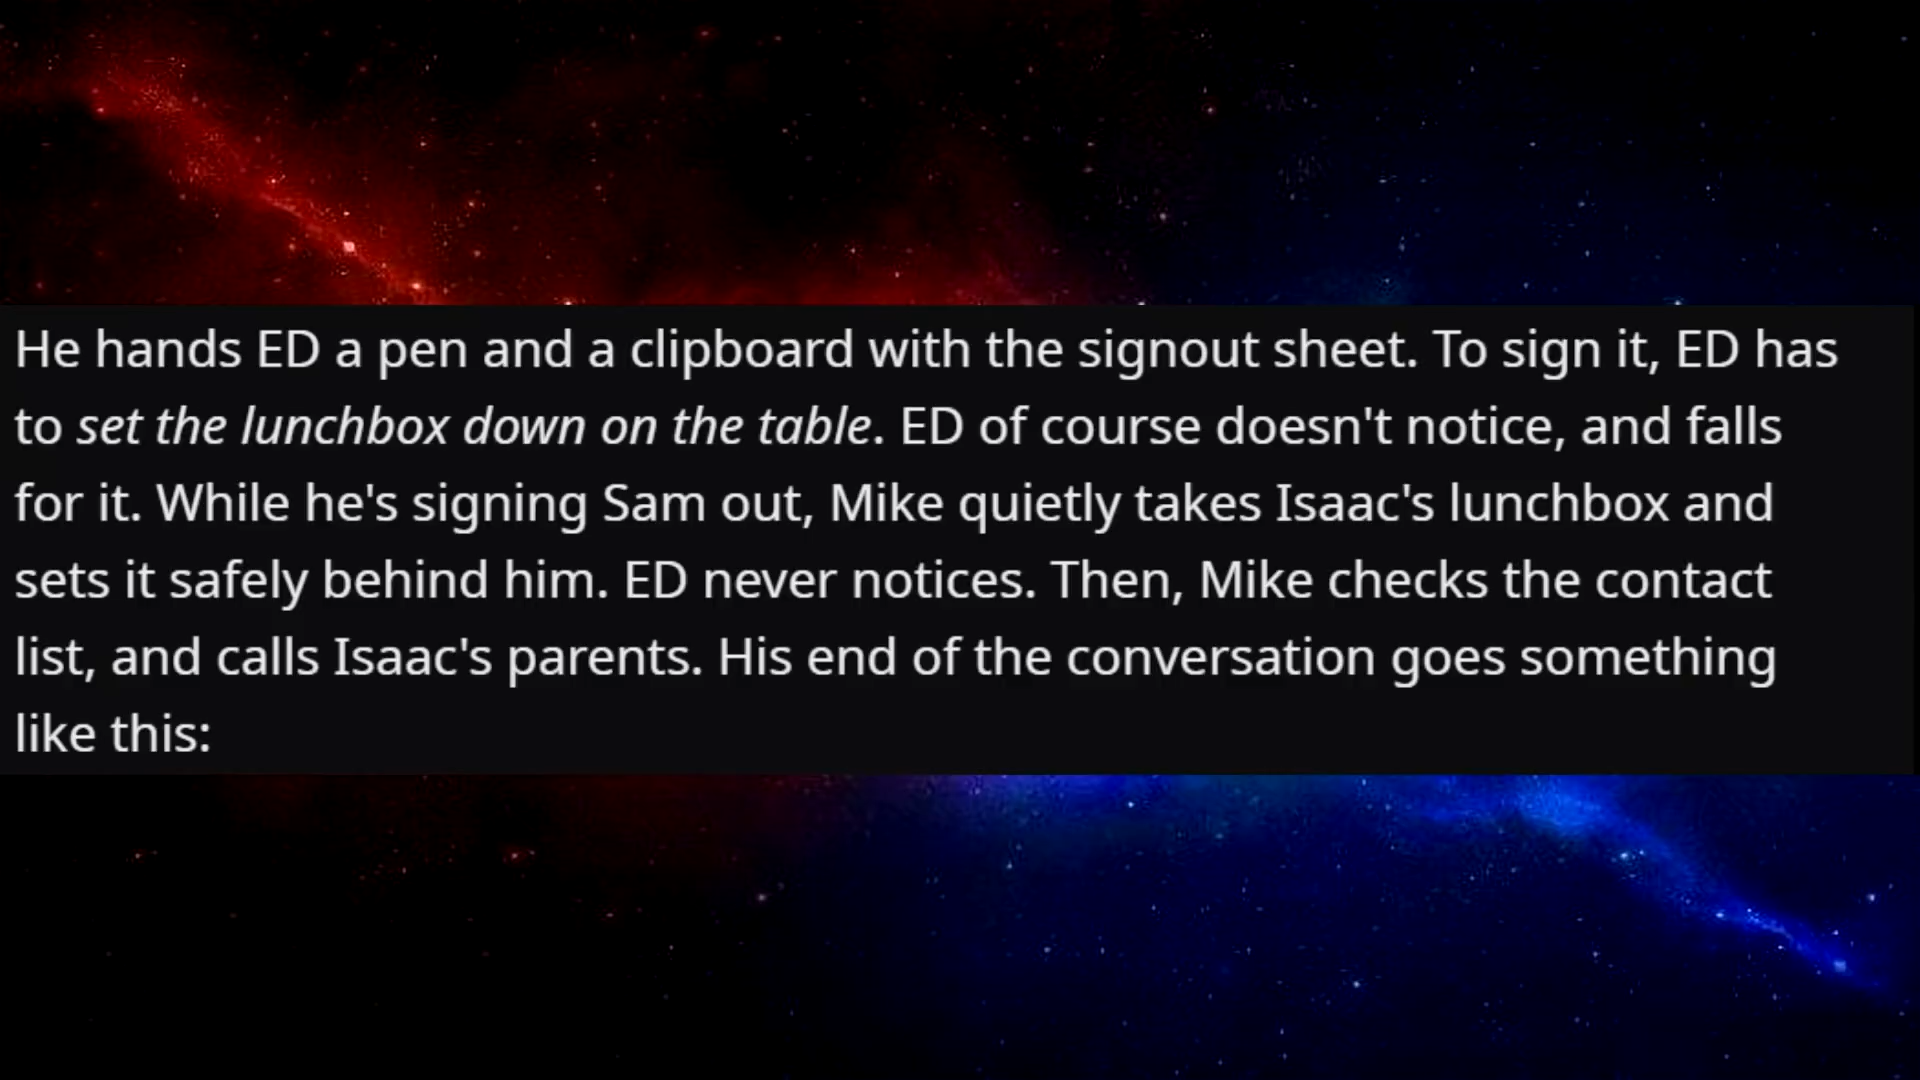 He hands ED a pen and a clipboard with the signout sheet. To sign it, ED has
to set the lunchbox down on the table. ED of course doesn't notice, and falls
for it. While he's signing Sam out, Mike quietly takes Isaac's lunchbox and
sets it safely behind him. ED never notices. Then, Mike checks the contact
list, and calls Isaac's parents. His end of the conversation goes something
like this: